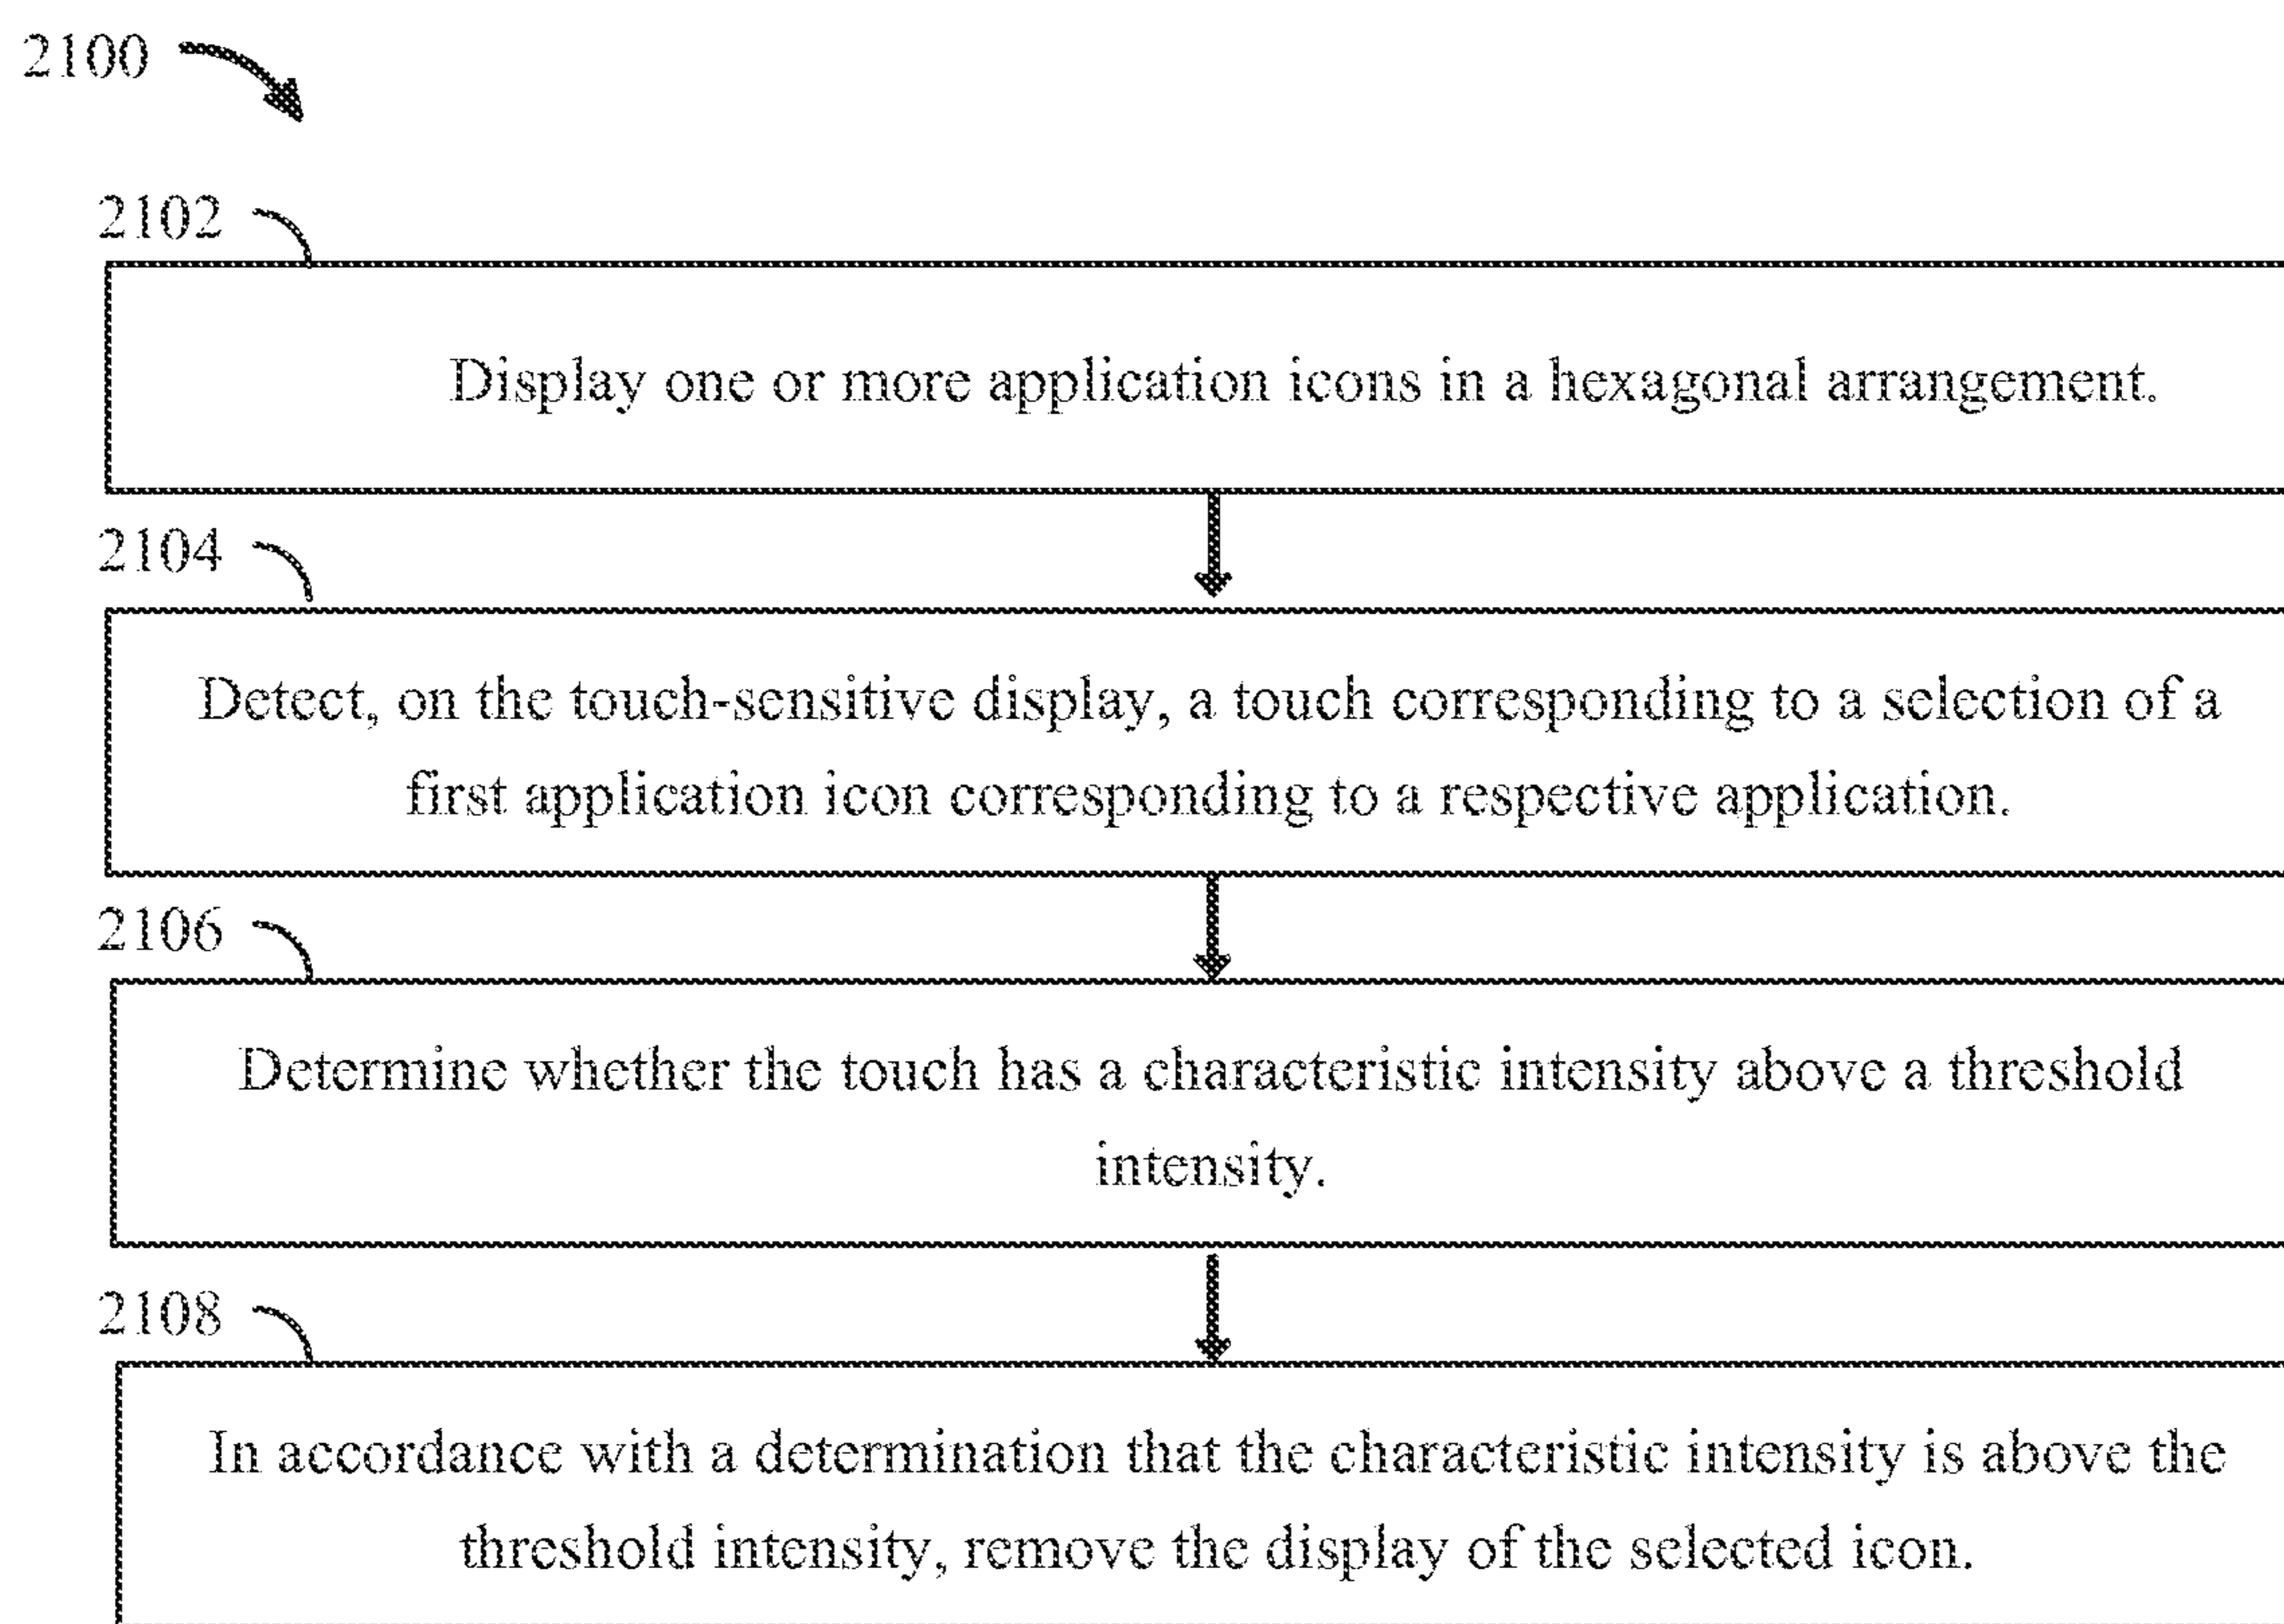 2100
2102
Display one or more application icons in a hexagonal arrangement.
2104
Detect, on the touch-sensitive display, a touch corresponding to a selection of a
first application icon corresponding to a respective application.
2106
Determine whether the touch has a characteristic intensity above a threshold
intensity.
2108
In accordance with a determination that the characteristic intensity is above the
threshold intensity, remove the display of the selected icon.